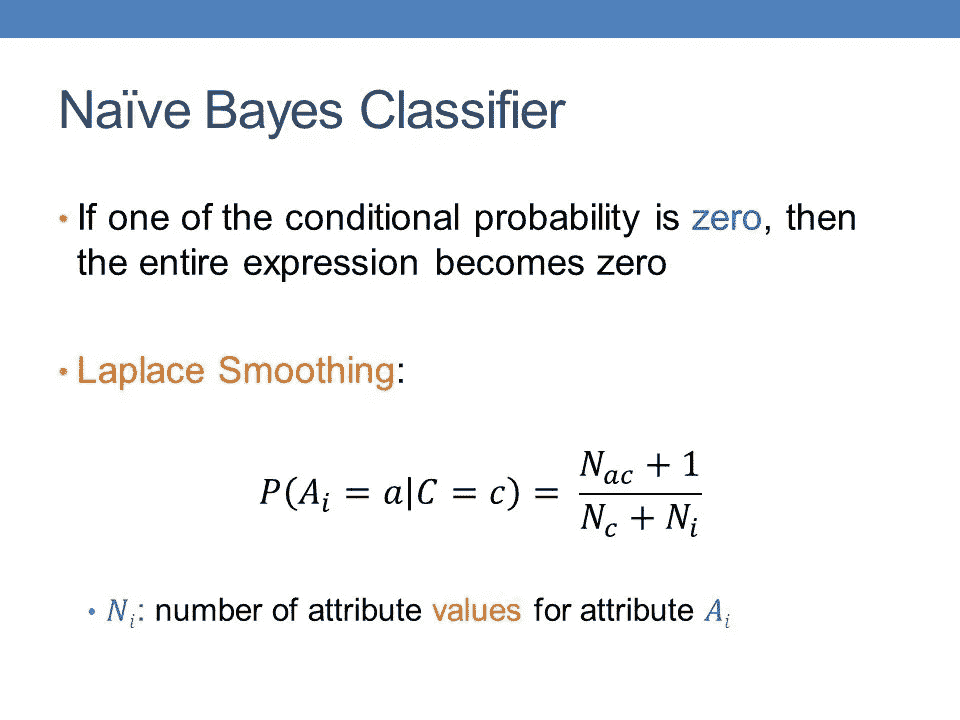 Naïve Bayes Classifier
• If one of the conditional probability is zero, then
the entire expression becomes zero
• Laplace Smoothing:
P(A_i = a|C = c) = \frac{N_{ac} + 1}{N_c + N_i}
• N_i: number of attribute values for attribute A_i